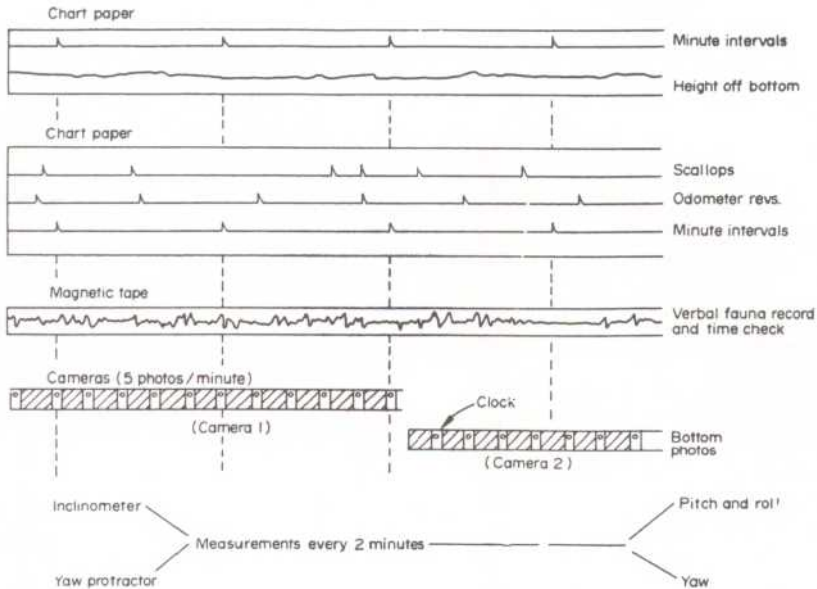 Chart paper
Minute intervals
Height off bottom
Chart paper
Scallops
Odometer revs.
Minute intervals
Magnetic tape
Verbal fauna record
and time check
Cameras (5 photos/minute)
(Camera 1)
Clock
(Camera 2)
Bottom
photos
Inclinometer
Pitch and roll
Measurements every 2 minutes
Yaw protractor
Yaw